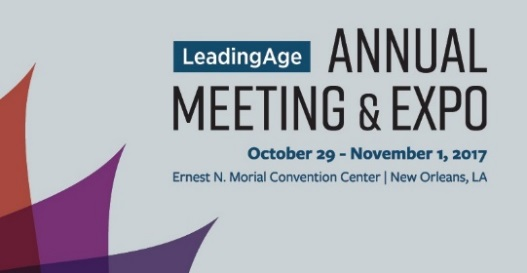 LeadingAge ANNUAL
MEETING & EXPO
October 29 - November 1, 2017
Ernest N. Morial Convention Center | New Orleans, LA